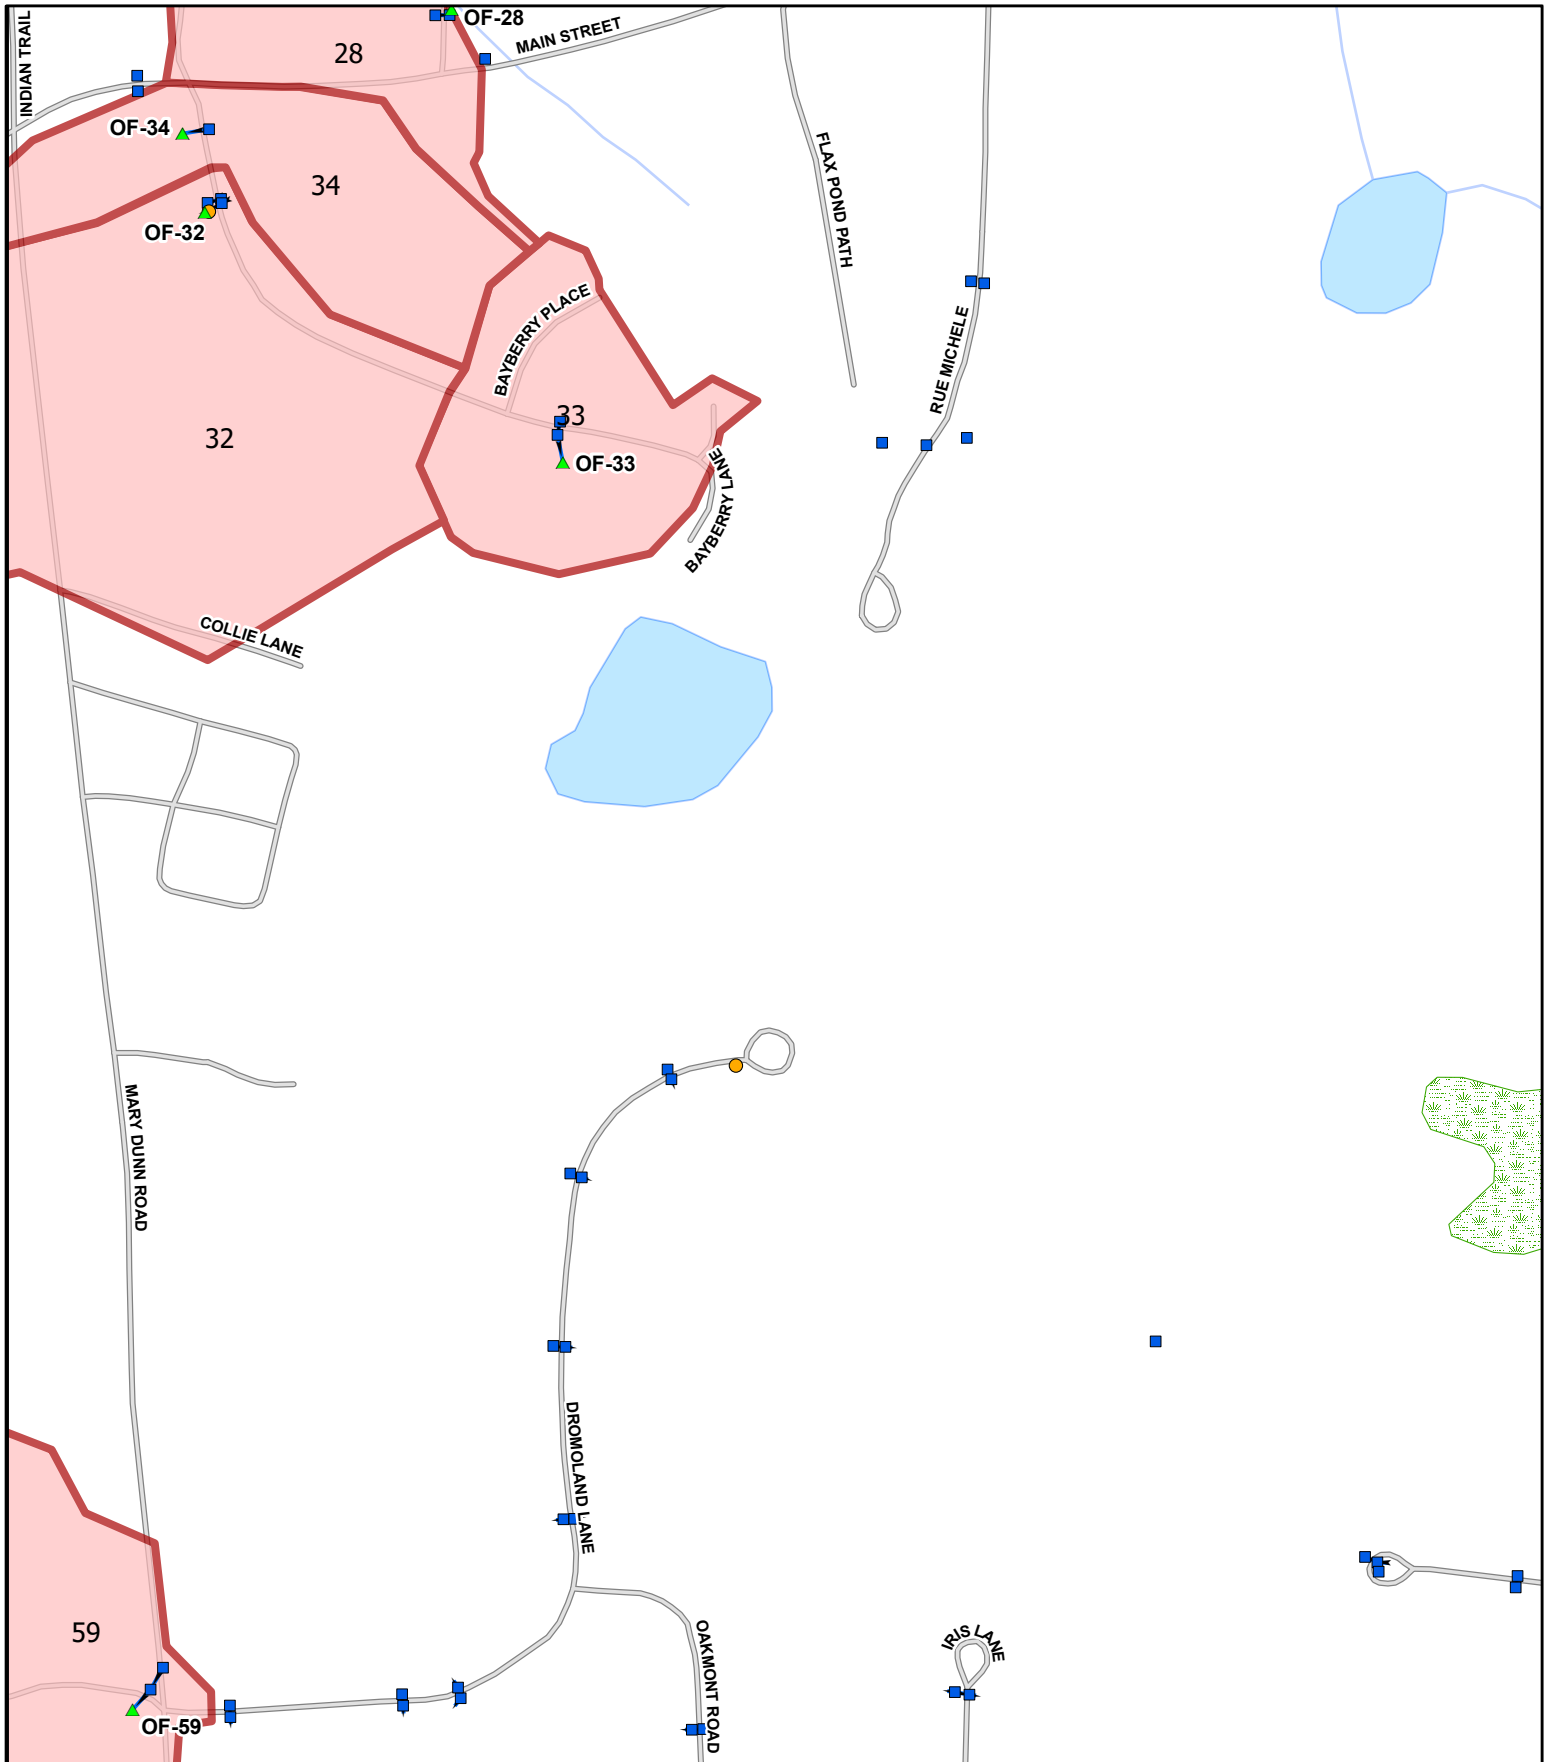 INDIAN TRAIL
OF-28
MAIN STREET
28
OF-34
34
FLAX POND PATH
OF-32
BAYBERRY PLACE
RUE MICHELE
33
32
OF-33
BAYBERRY LANE
COLLIE LANE
MARY DUNN ROAD
DROMOLAND LANE
59
OAKMONT ROAD
IRIS LANE
OF-59